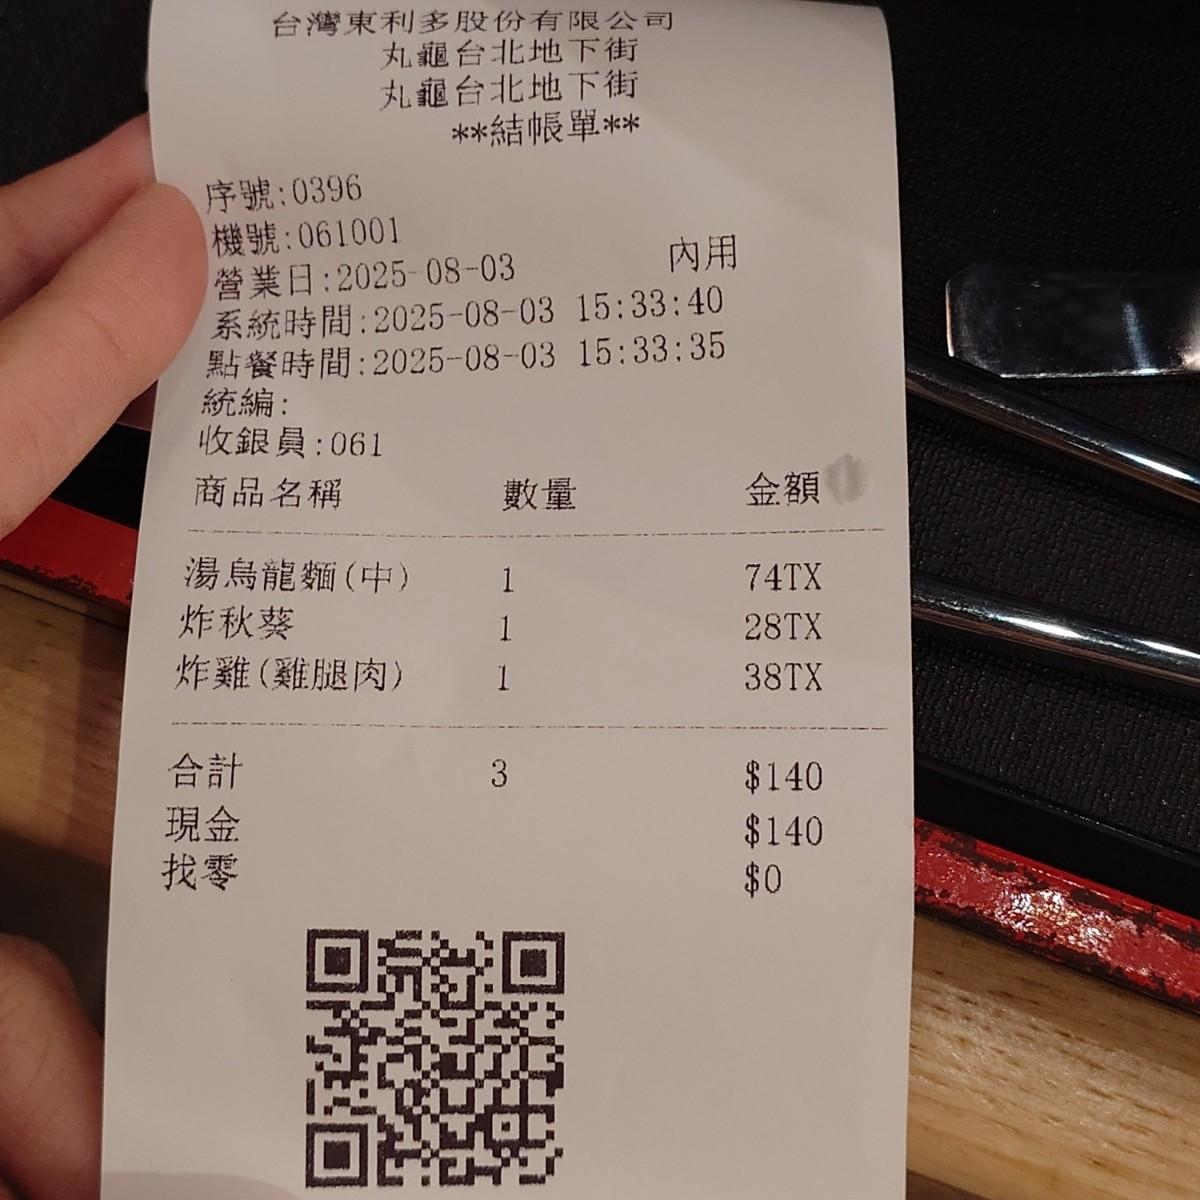 台灣東利多股份有限公司
丸龜台北地下街
丸龜台北地下街
**結帳單**
序號:0396
機號:061001
營業日:2025-08-03 內用
系統時間:2025-08-03 15:33:40
點餐時間:2025-08-03 15:33:35
統編:
收銀員:061
商品名稱 數量 金額
湯烏龍麵(中) 1 74TX
炸秋葵 1 28TX
炸雞(雞腿肉) 1 38TX
合計 3 $140
現金 $140
找零 $0